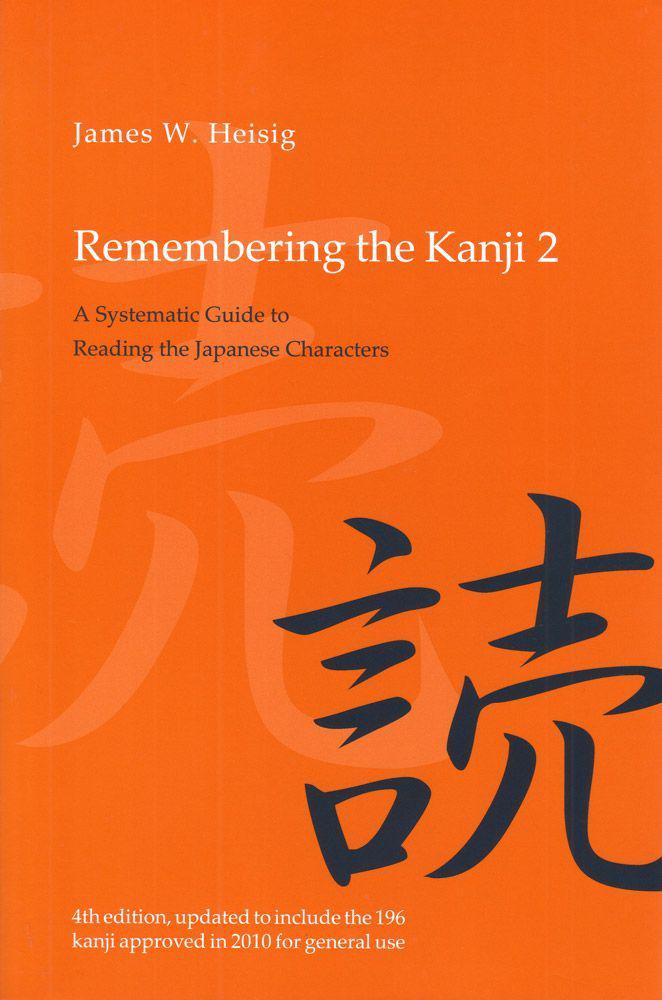 James W. Heisig
Remembering the Kanji 2
A Systematic Guide to
Reading the Japanese Characters
読
4th edition, updated to include the 196
kanji approved in 2010 for general use